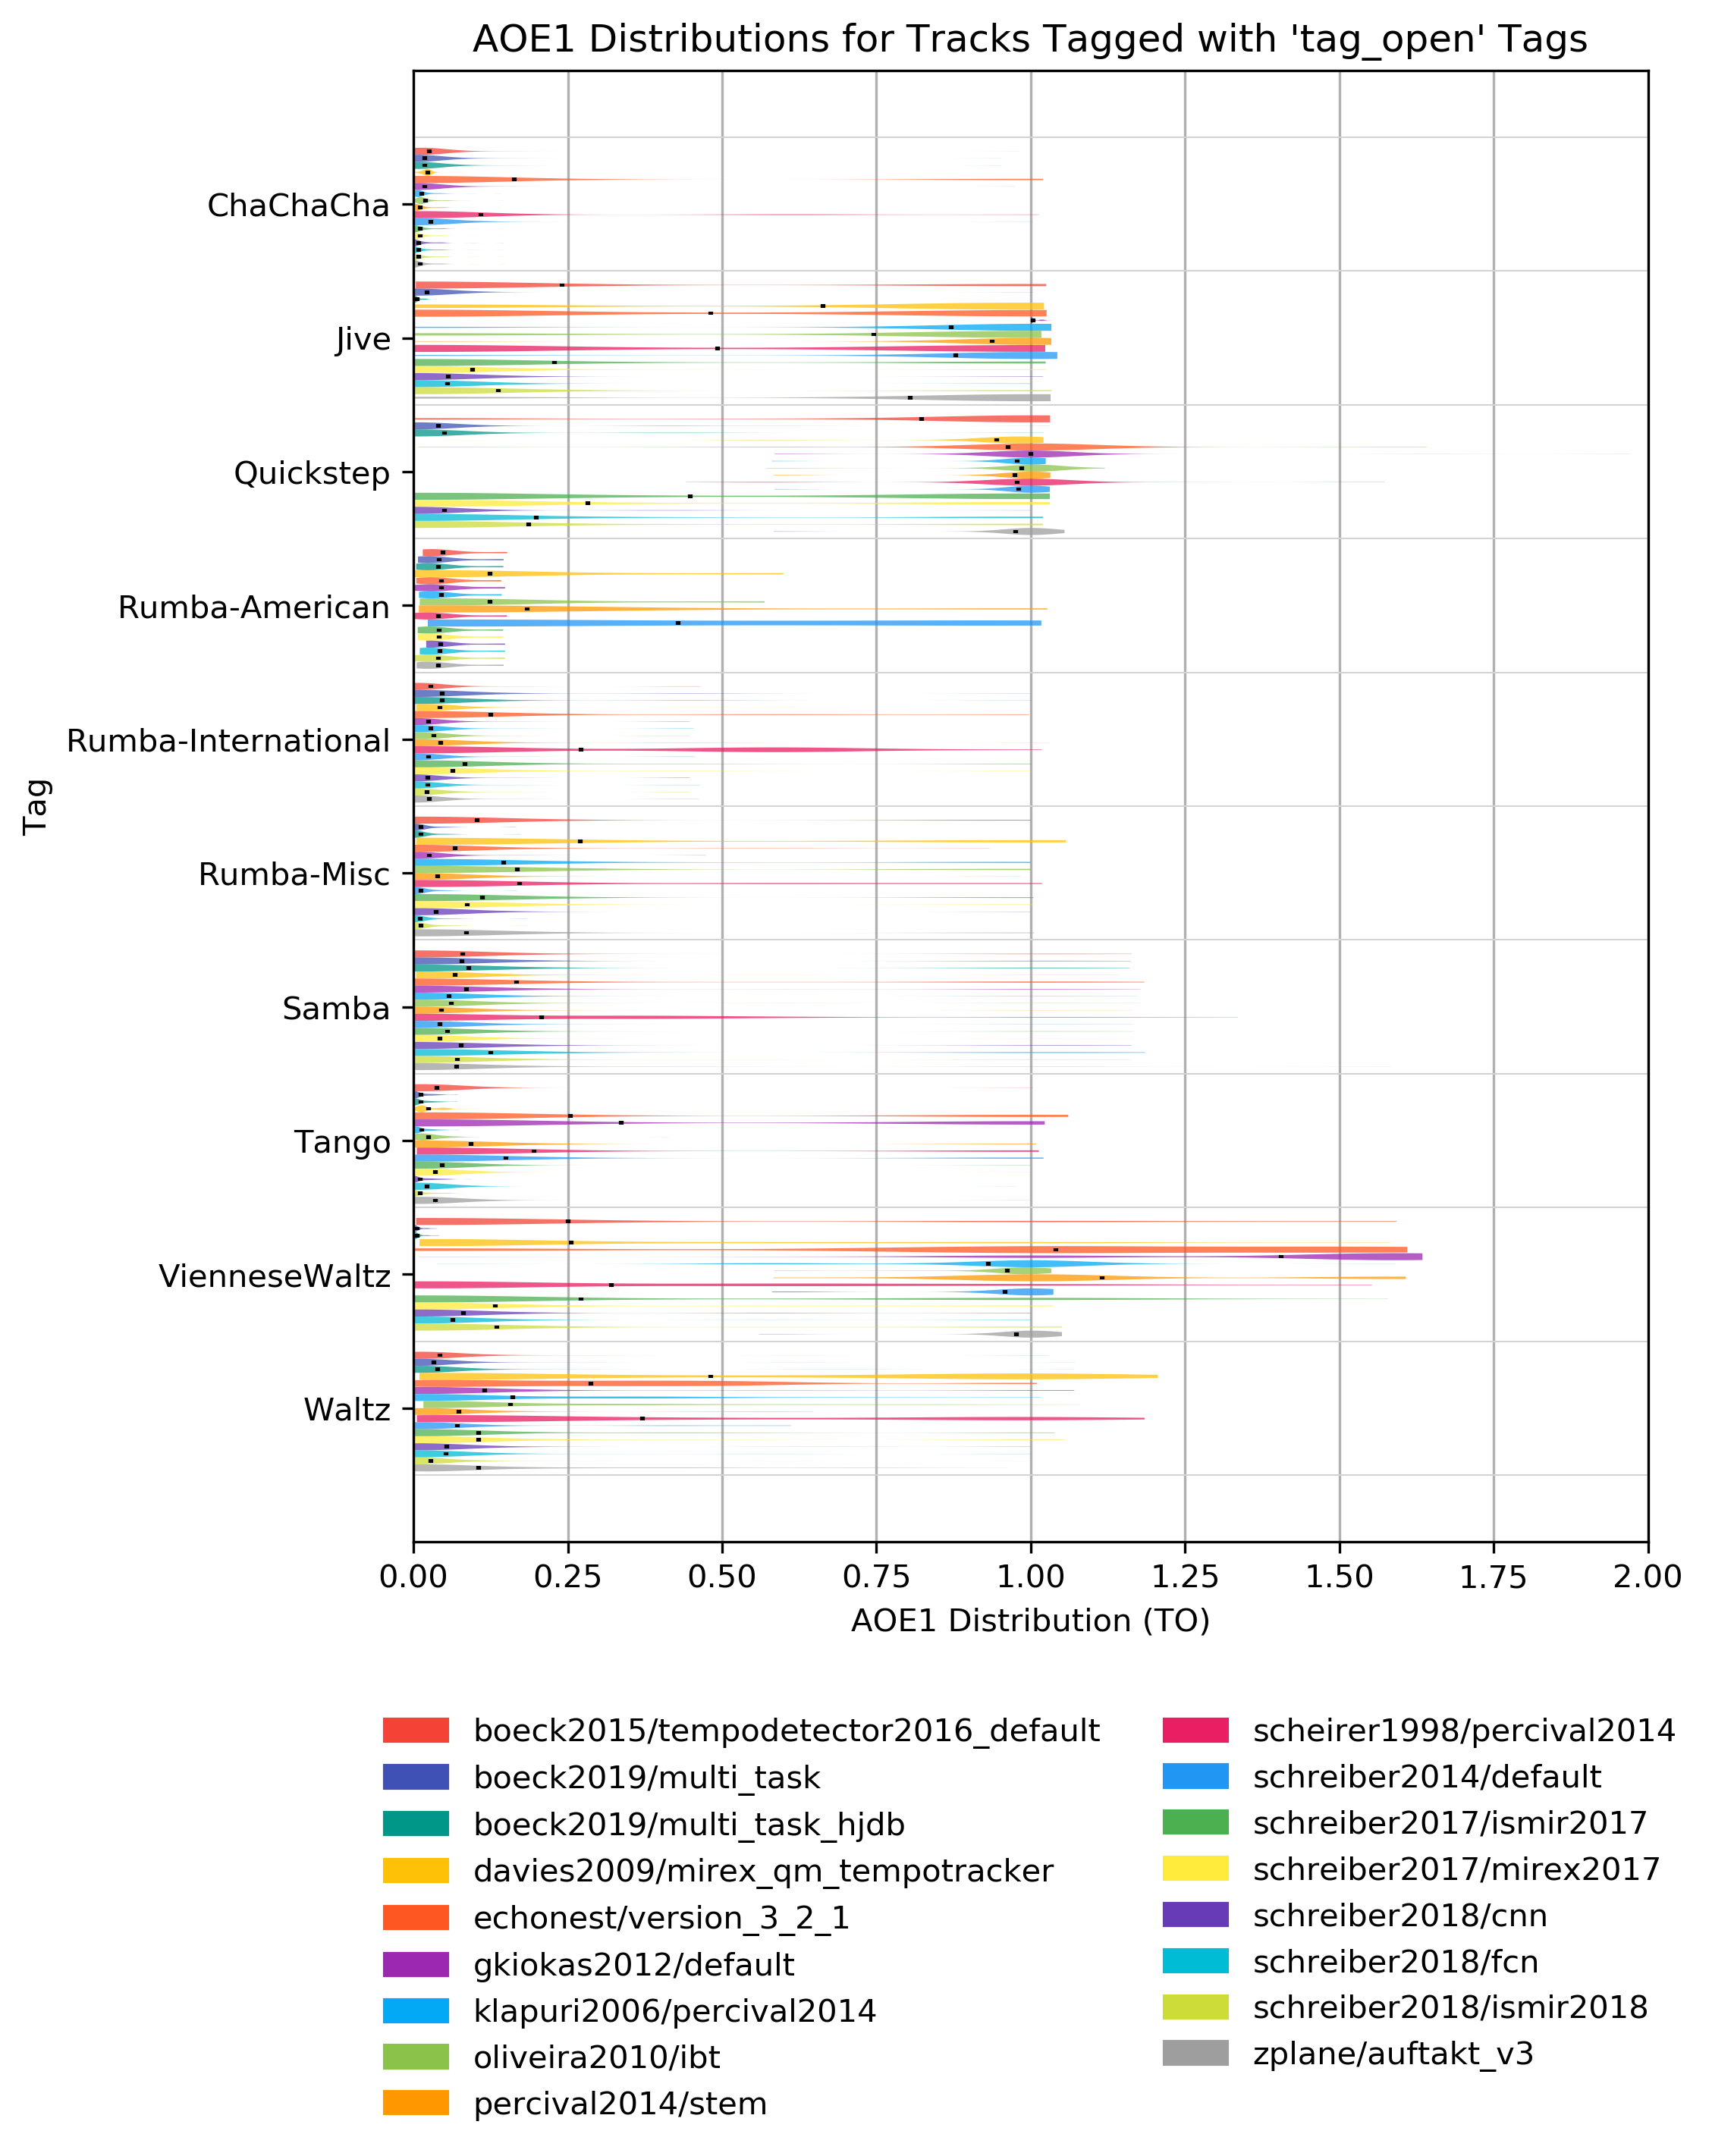 AOE1 Distributions for Tracks Tagged with 'tag_open' Tags
ChaChaCha
Jive
Quickstep
Rumba-American
Rumba-International
Rumba-Misc
Samba
Tango
VienneseWaltz
Waltz
Tag
0.00 0.25 0.50 0.75 1.00 1.25 1.50 1.75 2.00
AOE1 Distribution (TO)
boeck2015/tempodetector2016_default
boeck2019/multi_task
boeck2019/multi_task_hjdb
davies2009/mirex_qm_tempotracker
echonest/version_3_2_1
gkiokas2012/default
klapuri2006/percival2014
oliveira2010/ibt
percival2014/stem
scheirer1998/percival2014
schreiber2014/default
schreiber2017/ismir2017
schreiber2017/mirex2017
schreiber2018/cnn
schreiber2018/fcn
schreiber2018/ismir2018
zplane/auftakt_v3